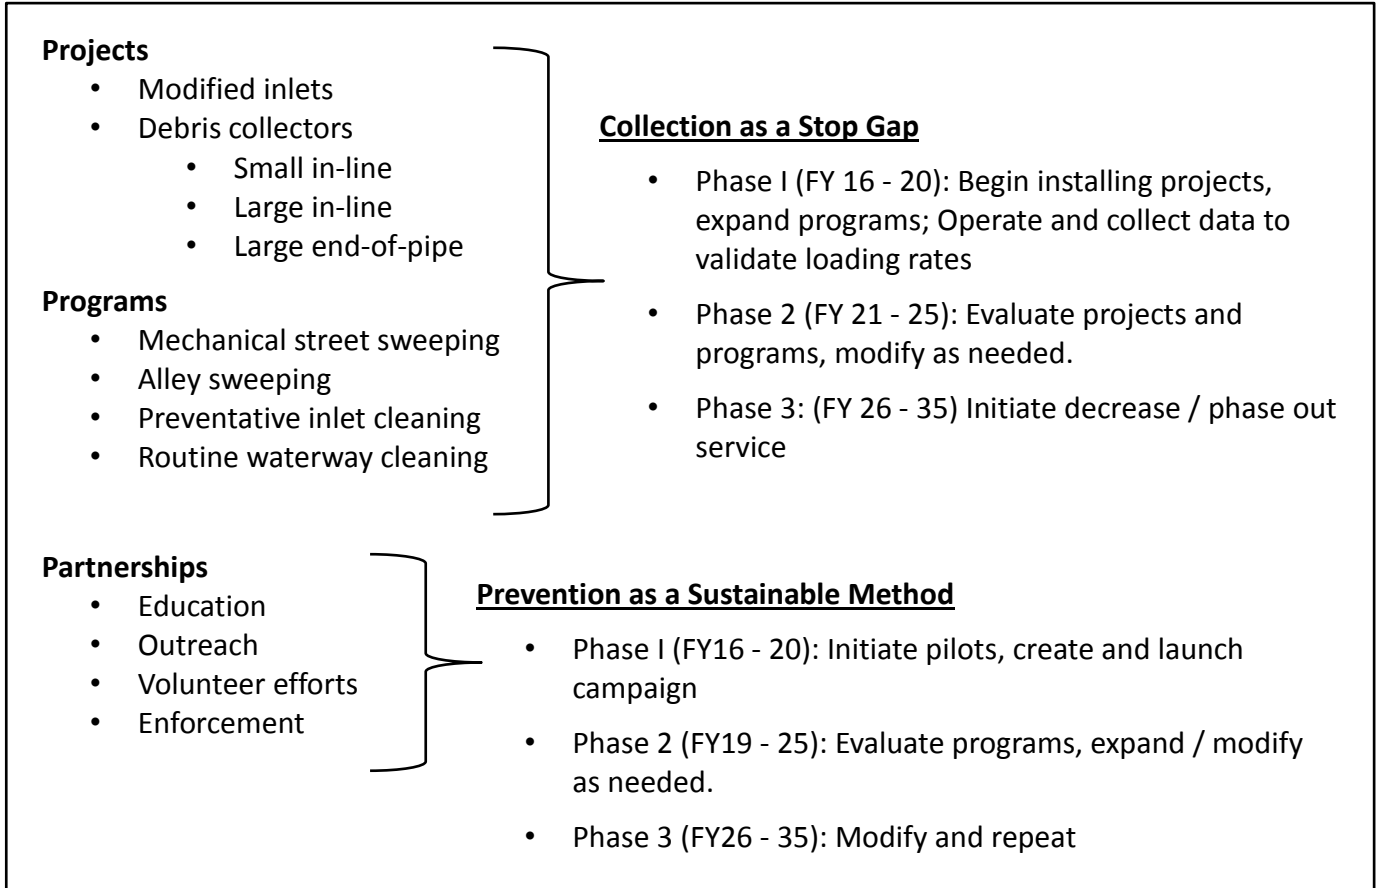 Projects
• Modified inlets
• Debris collectors
• Small in-line
• Large in-line
• Large end-of-pipe
Programs
• Mechanical street sweeping
• Alley sweeping
• Preventative inlet cleaning
• Routine waterway cleaning
Collection as a Stop Gap
• Phase I (FY 16 - 20): Begin installing projects,
expand programs; Operate and collect data to
validate loading rates
• Phase 2 (FY 21 - 25): Evaluate projects and
programs, modify as needed.
• Phase 3: (FY 26 - 35) Initiate decrease / phase out
service
Partnerships
• Education
• Outreach
• Volunteer efforts
• Enforcement
Prevention as a Sustainable Method
• Phase I (FY16 - 20): Initiate pilots, create and launch
campaign
• Phase 2 (FY19 - 25): Evaluate programs, expand / modify
as needed.
• Phase 3 (FY26 - 35): Modify and repeat